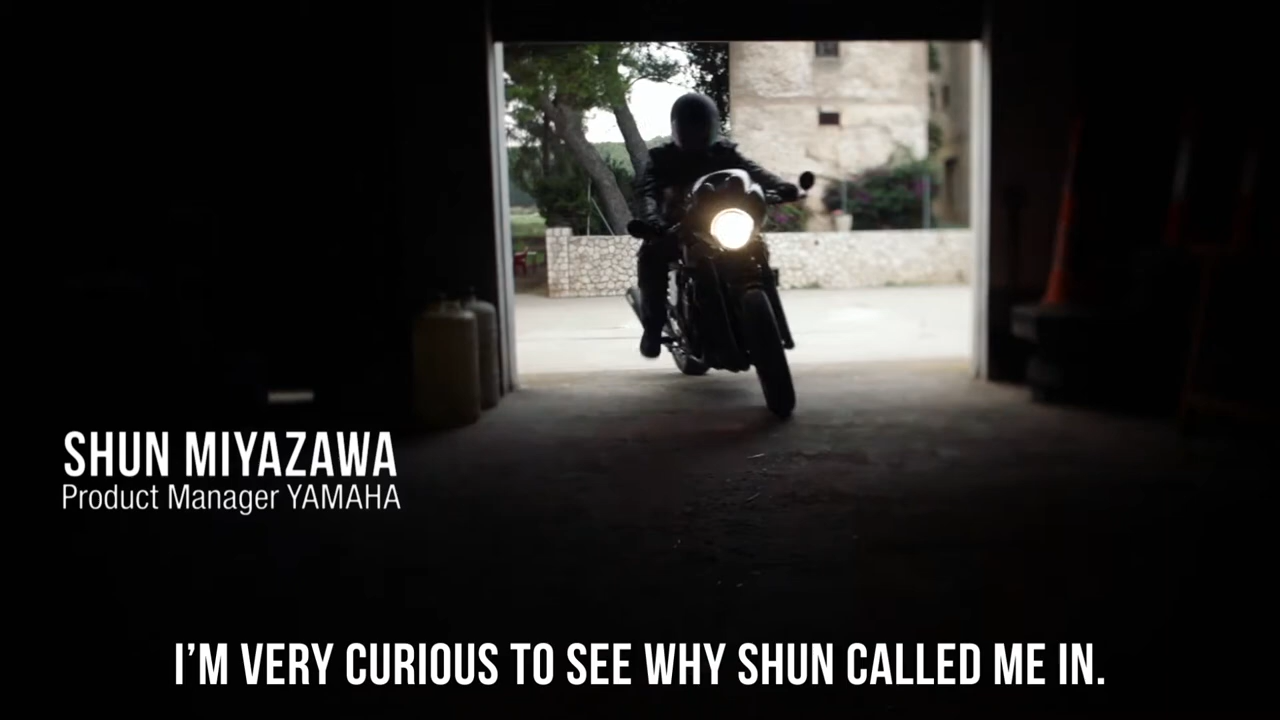 SHUN MIYAZAWA
Product Manager YAMAHA
I'M VERY CURIOUS TO SEE WHY SHUN CALLED ME IN.